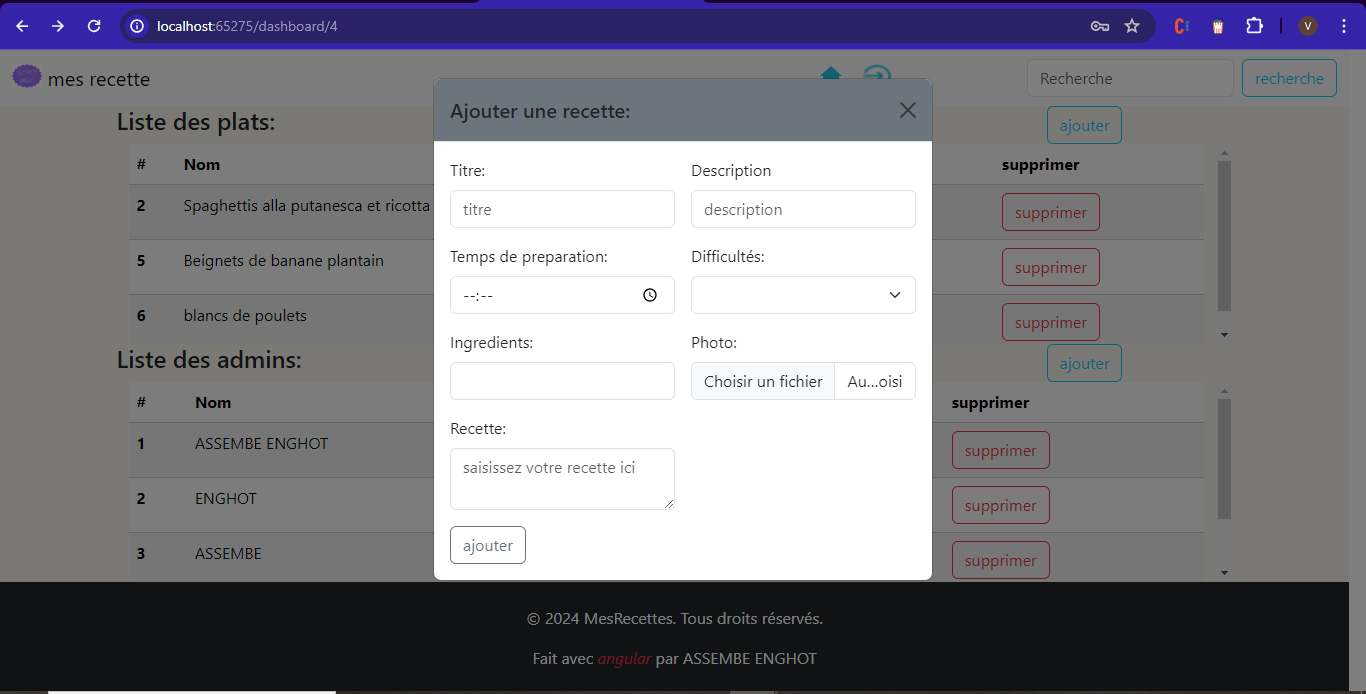 localhost:65275/dashboard/4
V
mes recette
Recherche
recherche
Liste des plats:
ajouter
# Nom supprimer
2 Spaghettis alla putanesca et ricotta supprimer
5 Beignets de banane plantain supprimer
6 blancs de poulets supprimer
Liste des admins:
ajouter
# Nom supprimer
1 ASSEMBE ENGHOT supprimer
2 ENGHOT supprimer
3 ASSEMBE supprimer
Ajouter une recette:
Titre: Description
titre description
Temps de preparation: Difficultés:
--:--
Ingredients: Photo:
Choisir un fichier Au...oisi
Recette:
saisissez votre recette ici
ajouter
© 2024 MesRecettes. Tous droits réservés.
Fait avec angular par ASSEMBE ENGHOT